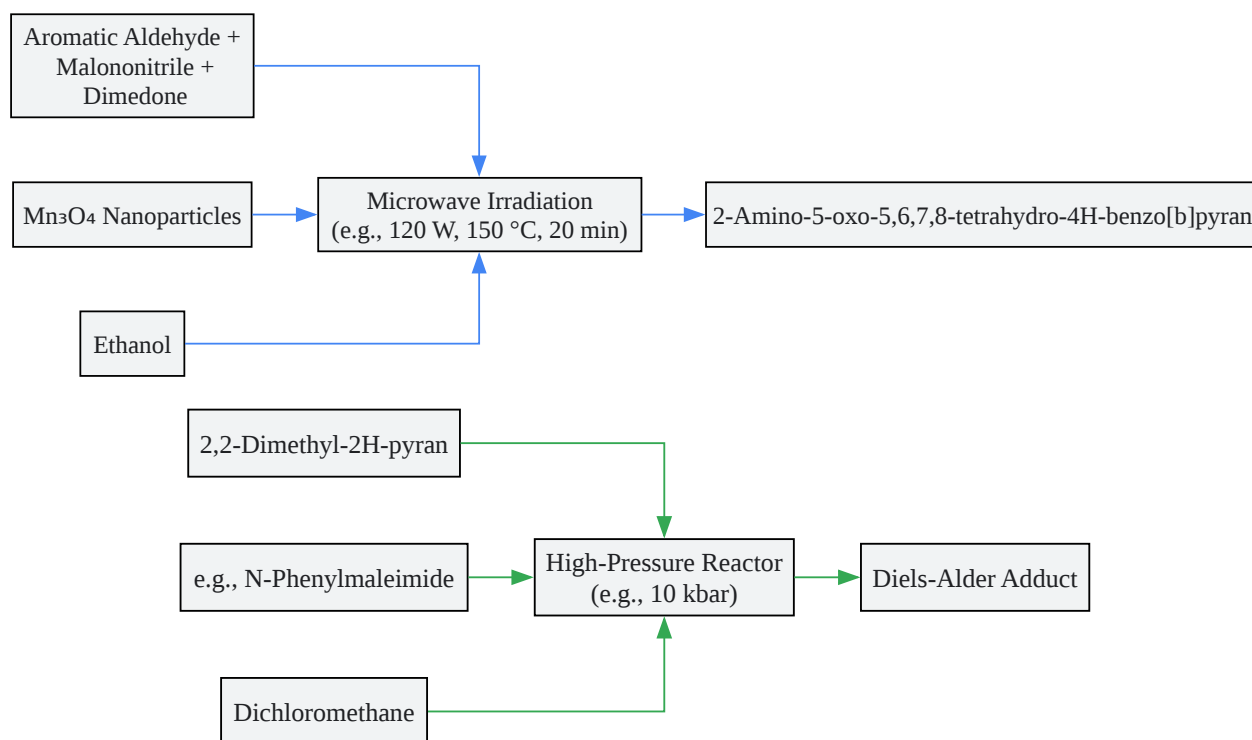 Aromatic Aldehyde +
Malononitrile +
Dimedone
Mn₃O₄ Nanoparticles
Microwave Irradiation
(e.g., 120 W, 150 °C, 20 min)
2-Amino-5-oxo-5,6,7,8-tetrahydro-4H-benzo[b]pyran
Ethanol
2,2-Dimethyl-2H-pyran
e.g., N-Phenylmaleimide
High-Pressure Reactor
(e.g., 10 kbar)
Diels-Alder Adduct
Dichloromethane